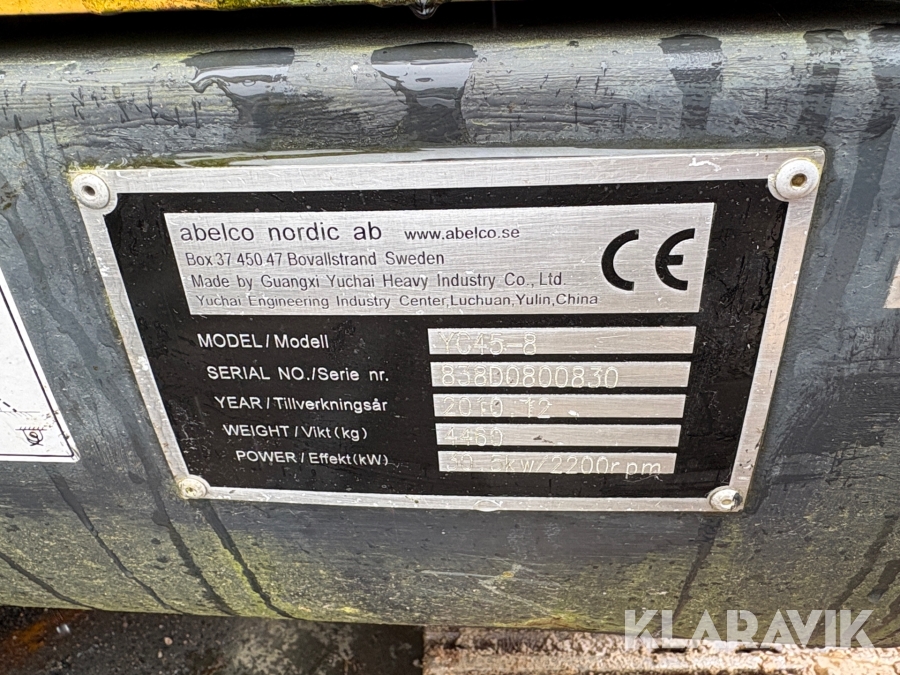 abelco nordic ab www.abelco.se
Box 37 450 47 Bovallstrand Sweden
Made by Guangxi Yuchai Heavy Industry Co., Ltd.
Yuchai Engineering Industry Center,Luchuan,Yulin,China
CE
MODEL/Modell YC45-8
SERIAL NO./Serie nr.
YEAR/Tillverkningsår 2010.12
WEIGHT/Vikt(kg)
POWER/Effekt(kW)
KLARAVIK